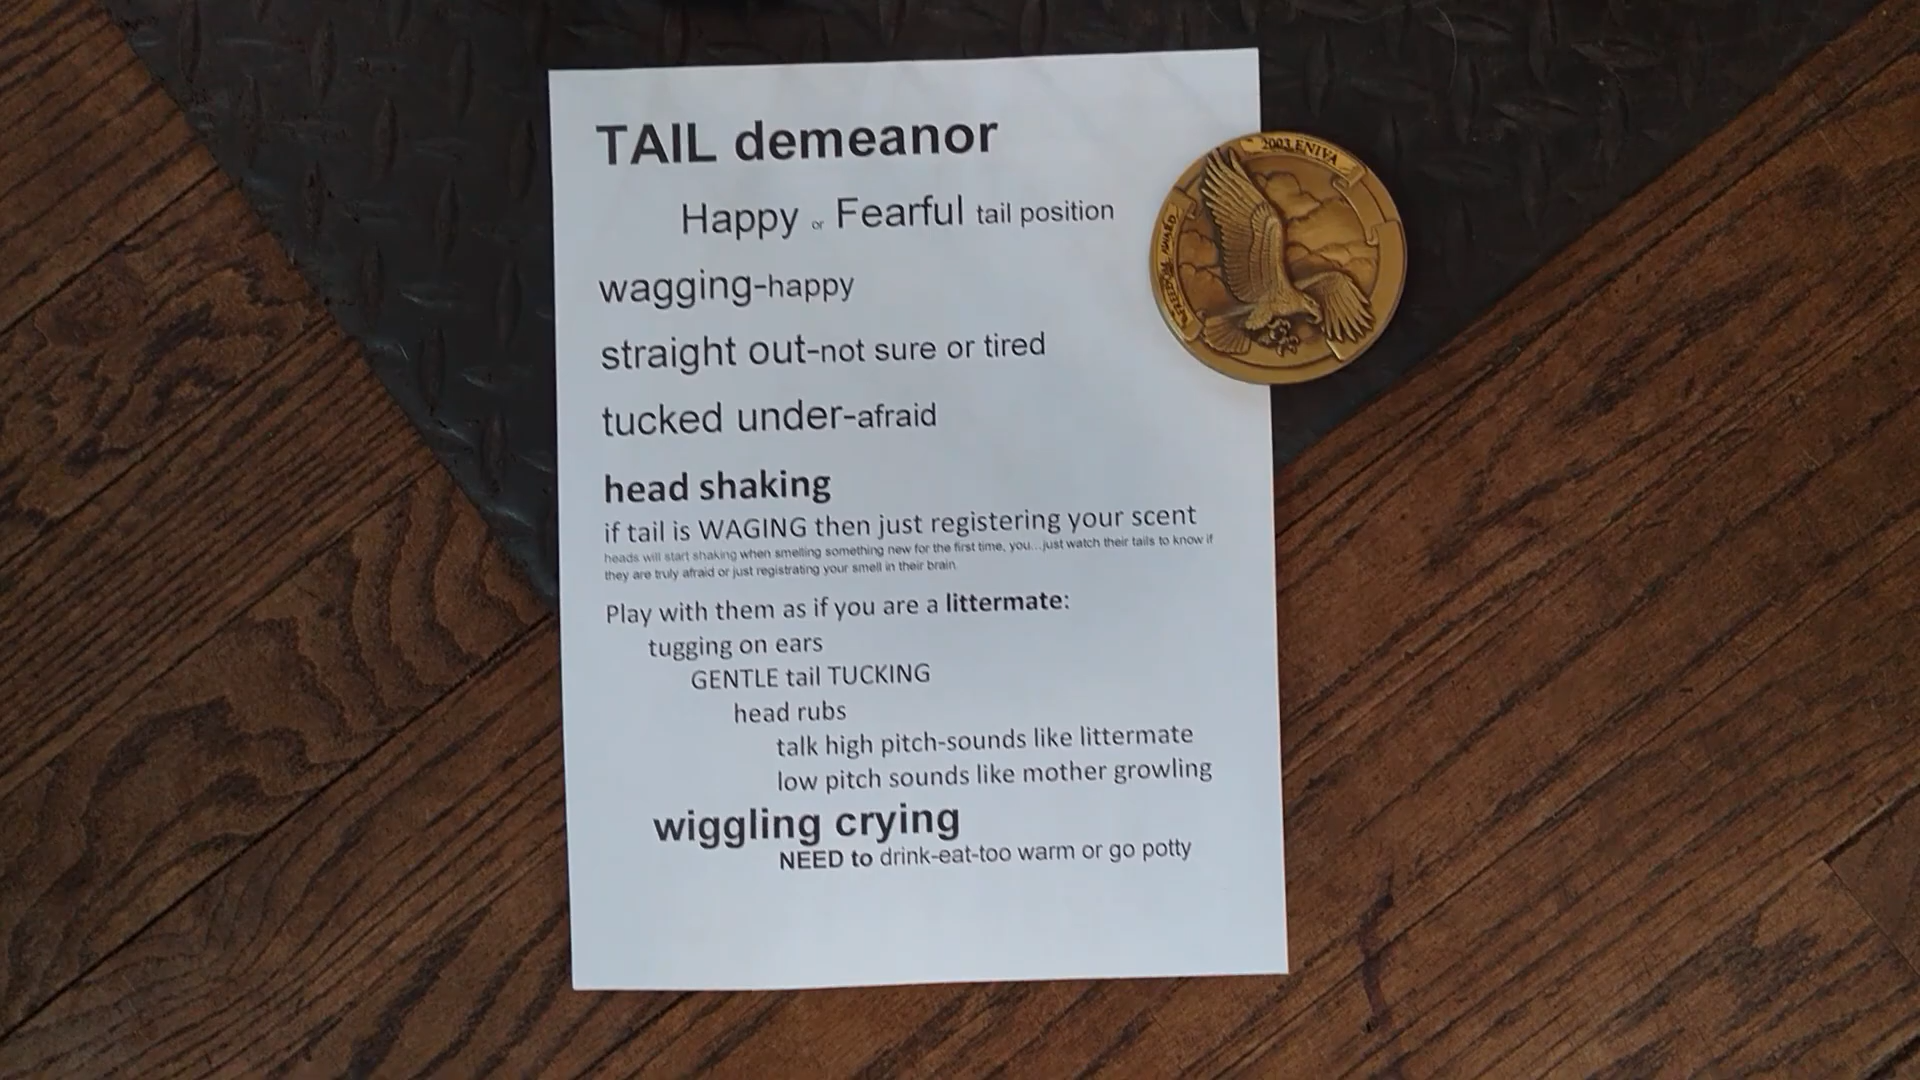 TAIL demeanor
Happy or Fearful tail position
wagging-happy
straight out-not sure or tired
tucked under-afraid
head shaking
if tail is WAGING then just registering your scent
heads will start shaking when smelling something new for the first time, you...just watch their tails to know if
they are truly afraid or just registrating your smell in their brain
Play with them as if you are a littermate:
tugging on ears
GENTLE tail TUCKING
head rubs
talk high pitch-sounds like littermate
low pitch sounds like mother growling
wiggling crying
NEED to drink-eat-too warm or go potty
2003 ENIVA
FREEDOM AWARD